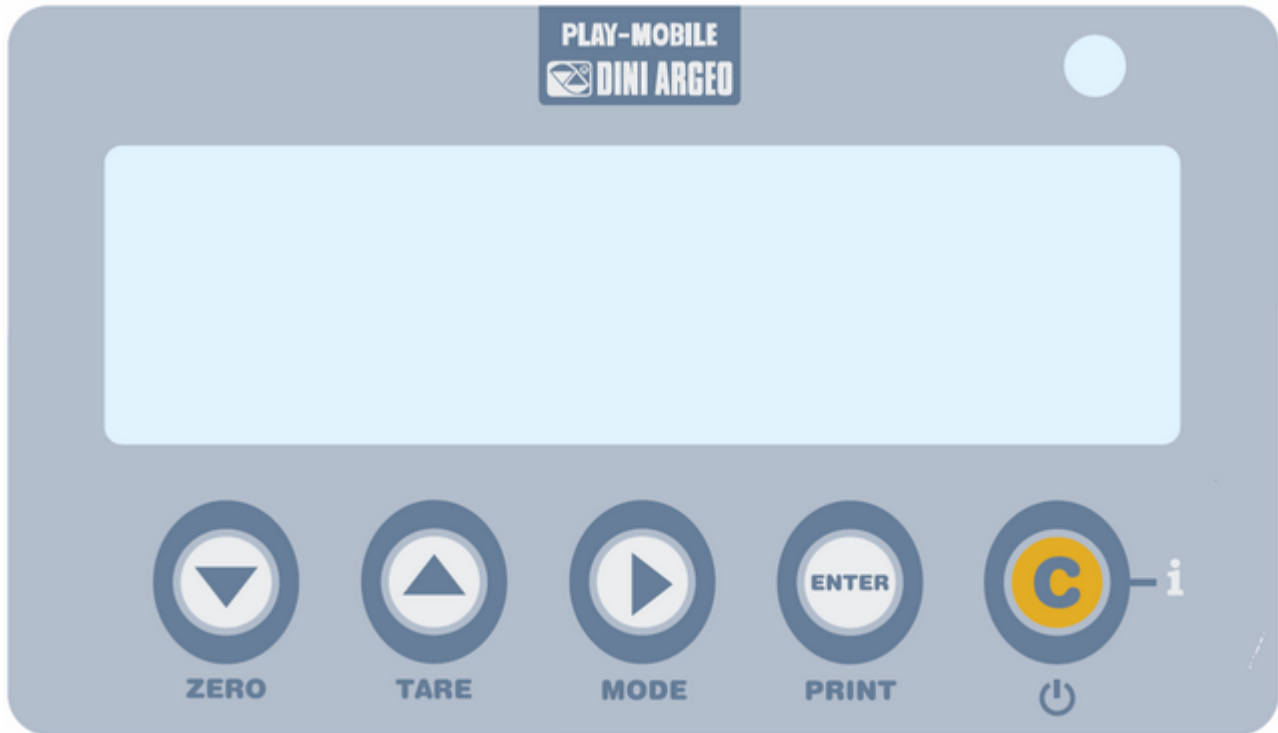 PLAY-MOBILE
DINI ARGEO
ENTER
C
i
ZERO
TARE
MODE
PRINT